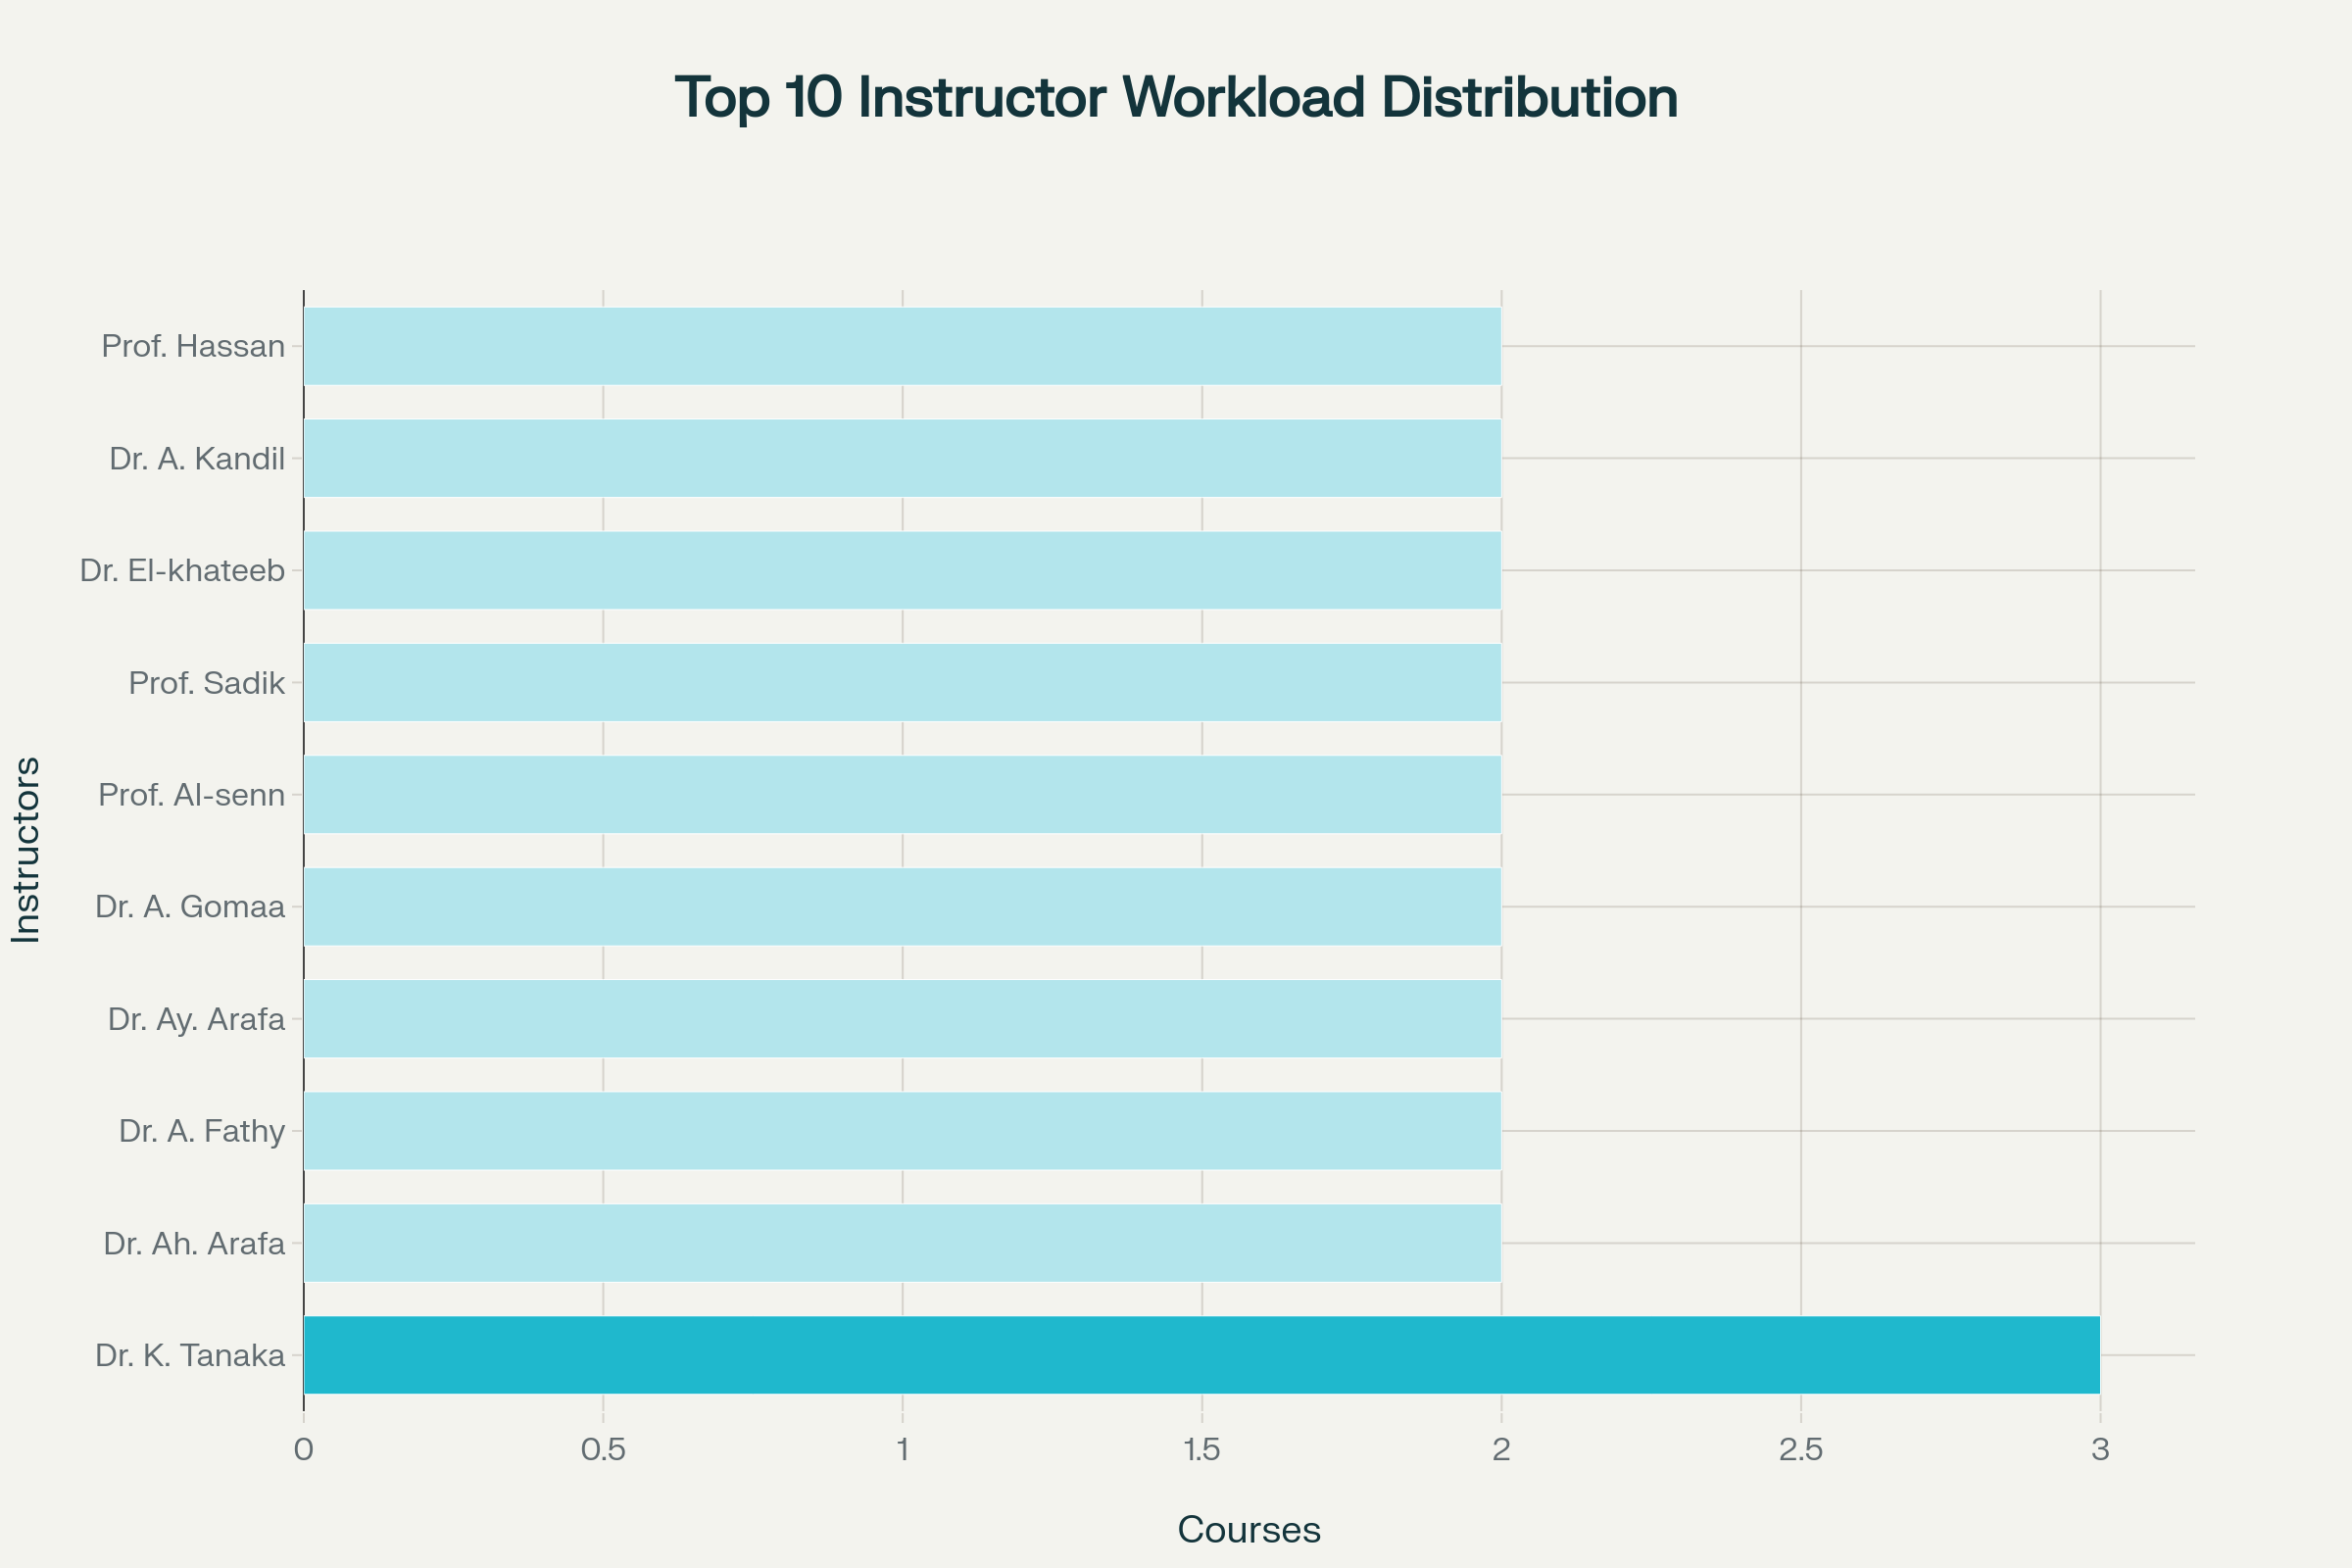 Top 10 Instructor Workload Distribution
Instructors
Prof. Hassan
Dr. A. Kandil
Dr. El-khateeb
Prof. Sadik
Prof. Al-senn
Dr. A. Gomaa
Dr. Ay. Arafa
Dr. A. Fathy
Dr. Ah. Arafa
Dr. K. Tanaka
0 0.5 1 1.5 2 2.5 3
Courses